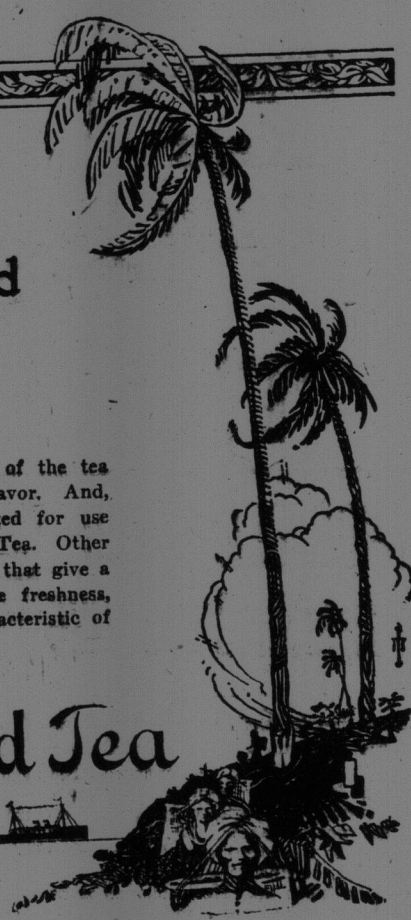 d
of the tea
avor. And,
ed for use
Tea. Other
that give a
e freshness,
acteristic of
d Tea